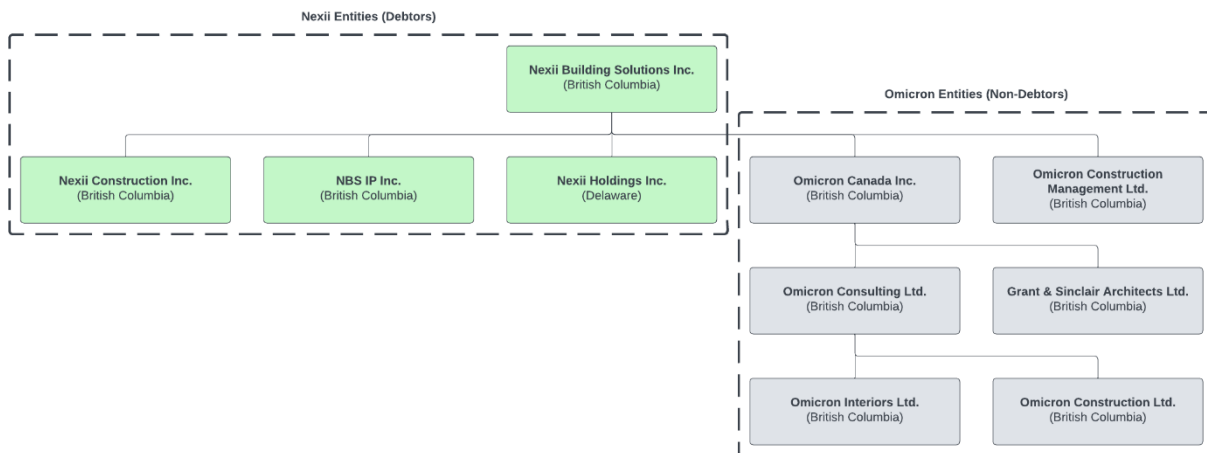 Nexii Entities (Debtors)
Nexii Building Solutions Inc.
(British Columbia)
Omicron Entities (Non-Debtors)
Nexii Construction Inc.
(British Columbia)
NBS IP Inc.
(British Columbia)
Nexii Holdings Inc.
(Delaware)
Omicron Canada Inc.
(British Columbia)
Omicron Construction
Management Ltd.
(British Columbia)
Omicron Consulting Ltd.
(British Columbia)
Grant & Sinclair Architects Ltd.
(British Columbia)
Omicron Interiors Ltd.
(British Columbia)
Omicron Construction Ltd.
(British Columbia)